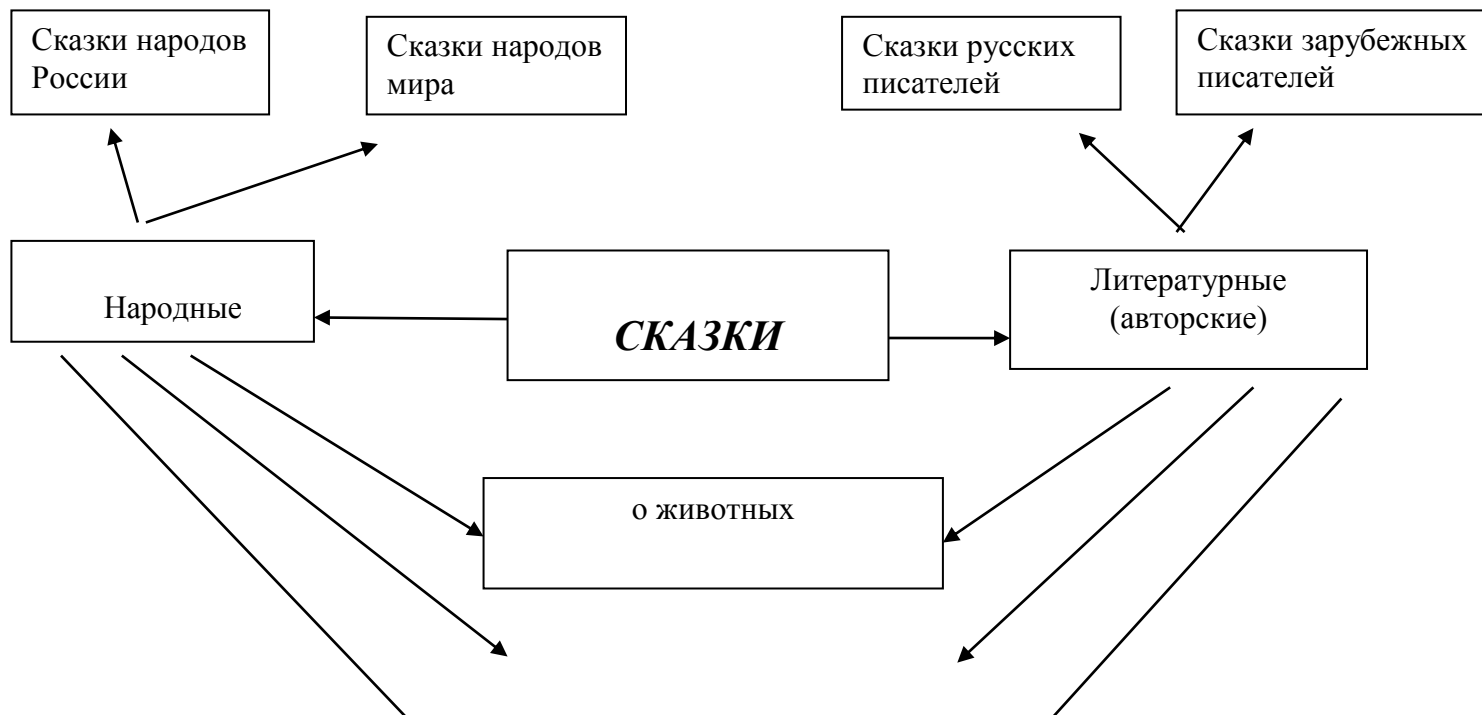 Сказки народов
России
Сказки народов
мира
Сказки русских
писателей
Сказки зарубежных
писателей
Народные
СКАЗКИ
Литературные
(авторские)
о животных